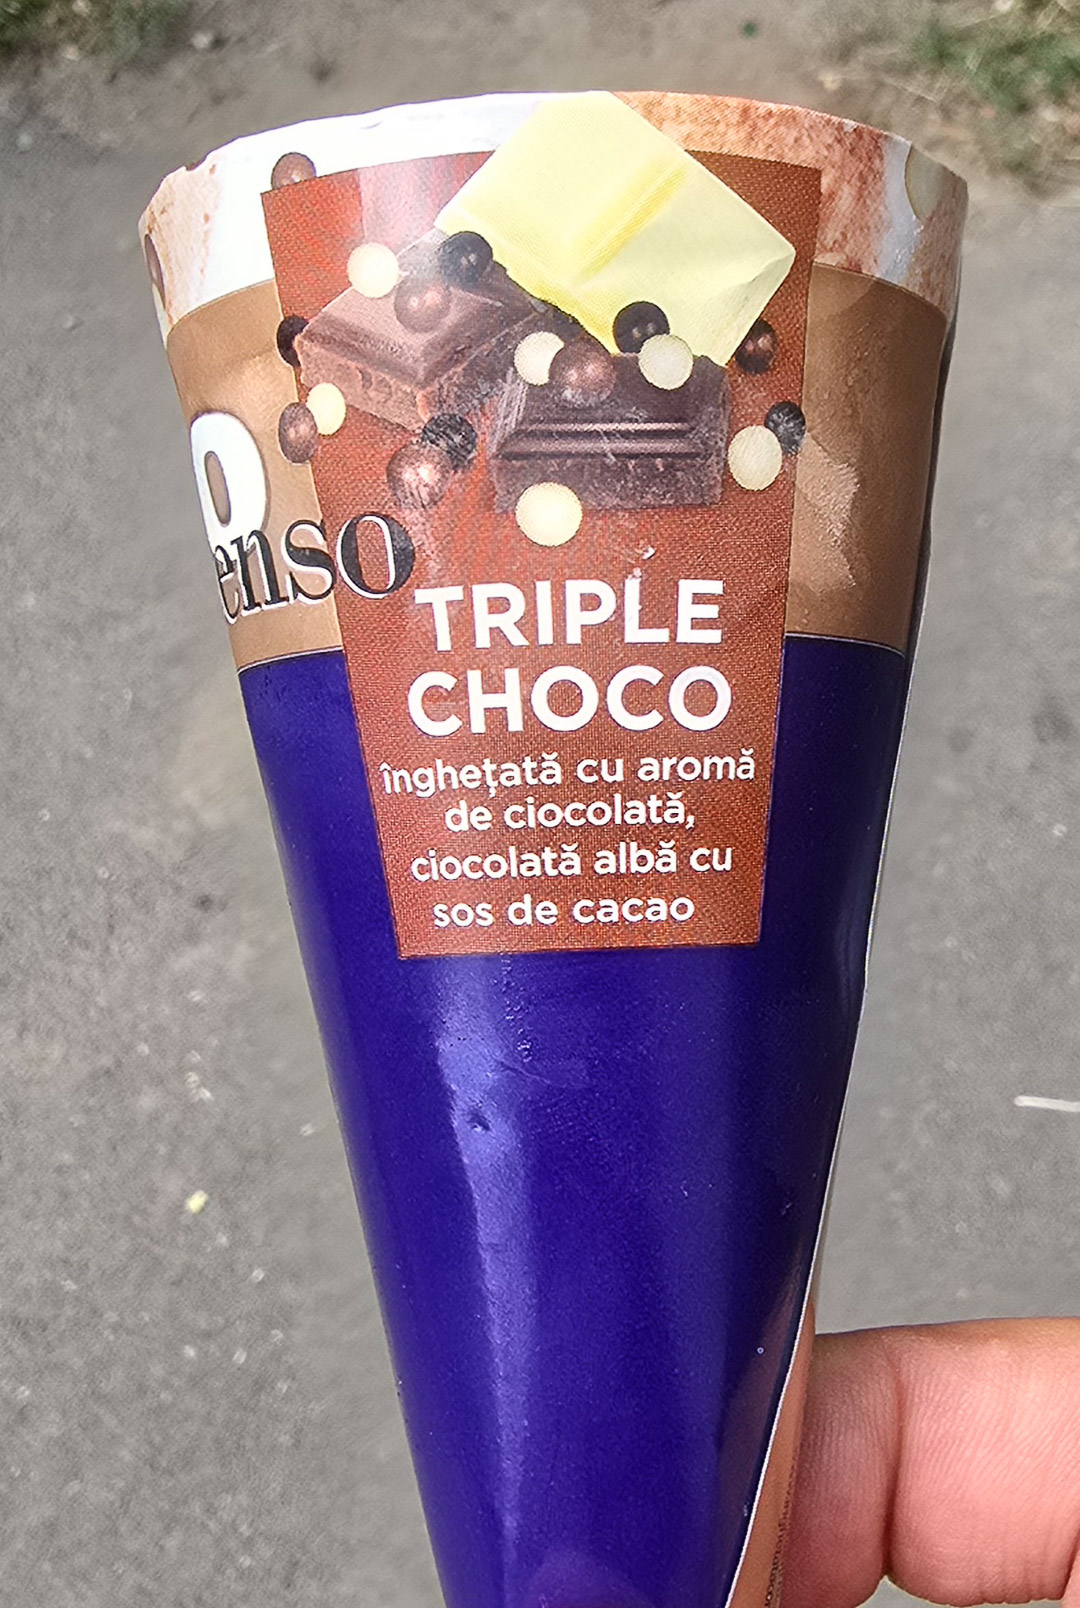 enso
TRIPLE
CHOCO
înghețată cu aromă
de ciocolată,
ciocolată albă cu
sos de cacao